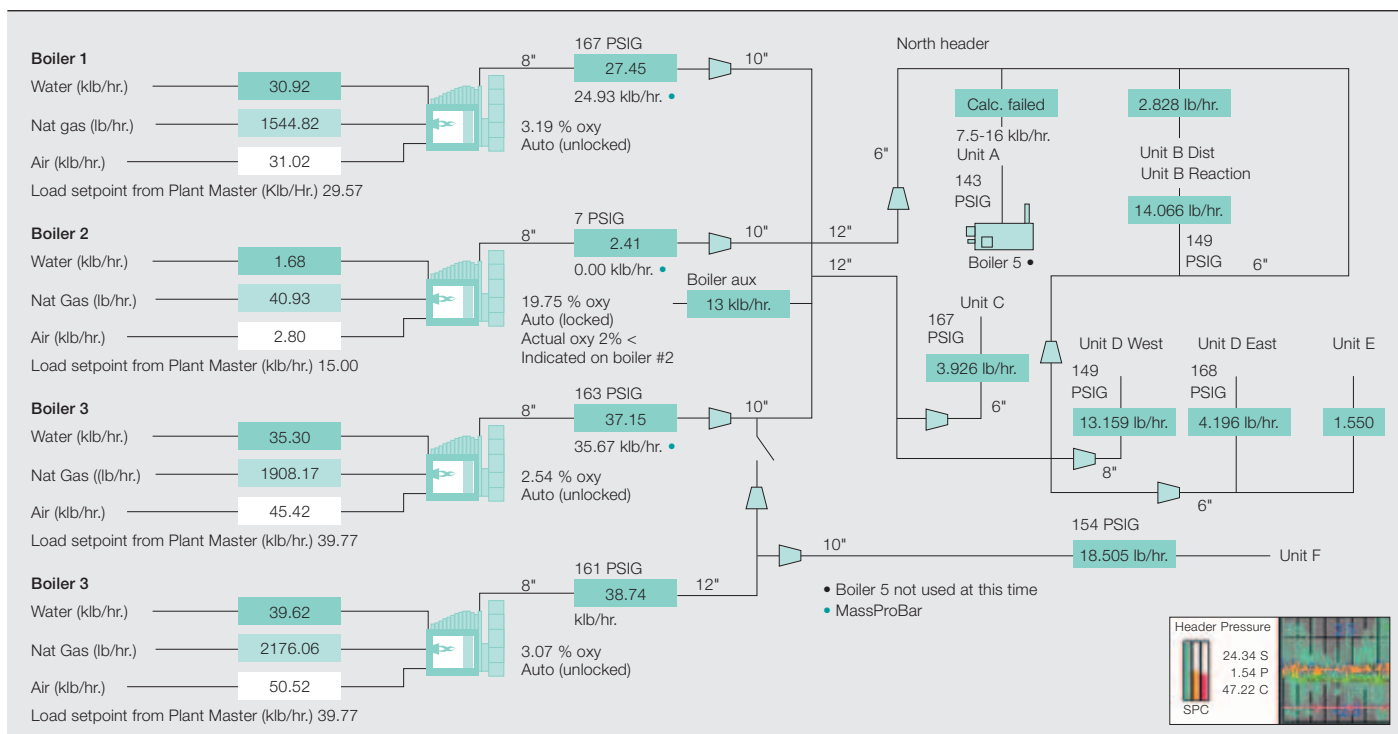 Boiler 1
Water (klb/hr.) 30.92
Nat gas (lb/hr.) 1544.82
Air (klb/hr.) 31.02
Load setpoint from Plant Master (Klb/Hr.) 29.57
8"
167 PSIG
27.45
24.93 klb/hr. •
10"
3.19 % oxy
Auto (unlocked)
Boiler 2
Water (klb/hr.) 1.68
Nat Gas (lb/hr.) 40.93
Air (klb/hr.) 2.80
Load setpoint from Plant Master (klb/hr.) 15.00
8"
7 PSIG
2.41
0.00 klb/hr. •
10"
19.75 % oxy
Auto (locked)
Actual oxy 2% <
Indicated on boiler #2
Boiler aux
13 klb/hr.
12"
12"
Boiler 3
Water (klb/hr.) 35.30
Nat Gas ((lb/hr.) 1908.17
Air (klb/hr.) 45.42
Load setpoint from Plant Master (klb/hr.) 39.77
8"
163 PSIG
37.15
35.67 klb/hr. •
10"
2.54 % oxy
Auto (unlocked)
Boiler 3
Water (klb/hr.) 39.62
Nat Gas (lb/hr.) 2176.06
Air (klb/hr.) 50.52
Load setpoint from Plant Master (klb/hr.) 39.77
8"
161 PSIG
38.74
klb/hr.
12"
3.07 % oxy
Auto (unlocked)
North header
6"
Calc. failed
7.5-16 klb/hr.
Unit A
143
PSIG
Boiler 5 •
2.828 lb/hr.
Unit B Dist
Unit B Reaction
14.066 lb/hr.
149
PSIG
6"
Unit C
167
PSIG
3.926 lb/hr.
6"
Unit D West
149
PSIG
13.159 lb/hr.
8"
Unit D East
168
PSIG
4.196 lb/hr.
6"
Unit E
1.550
10"
154 PSIG
18.505 lb/hr.
Unit F
• Boiler 5 not used at this time
• MassProBar
Header Pressure
24.34 S
1.54 P
47.22 C
SPC